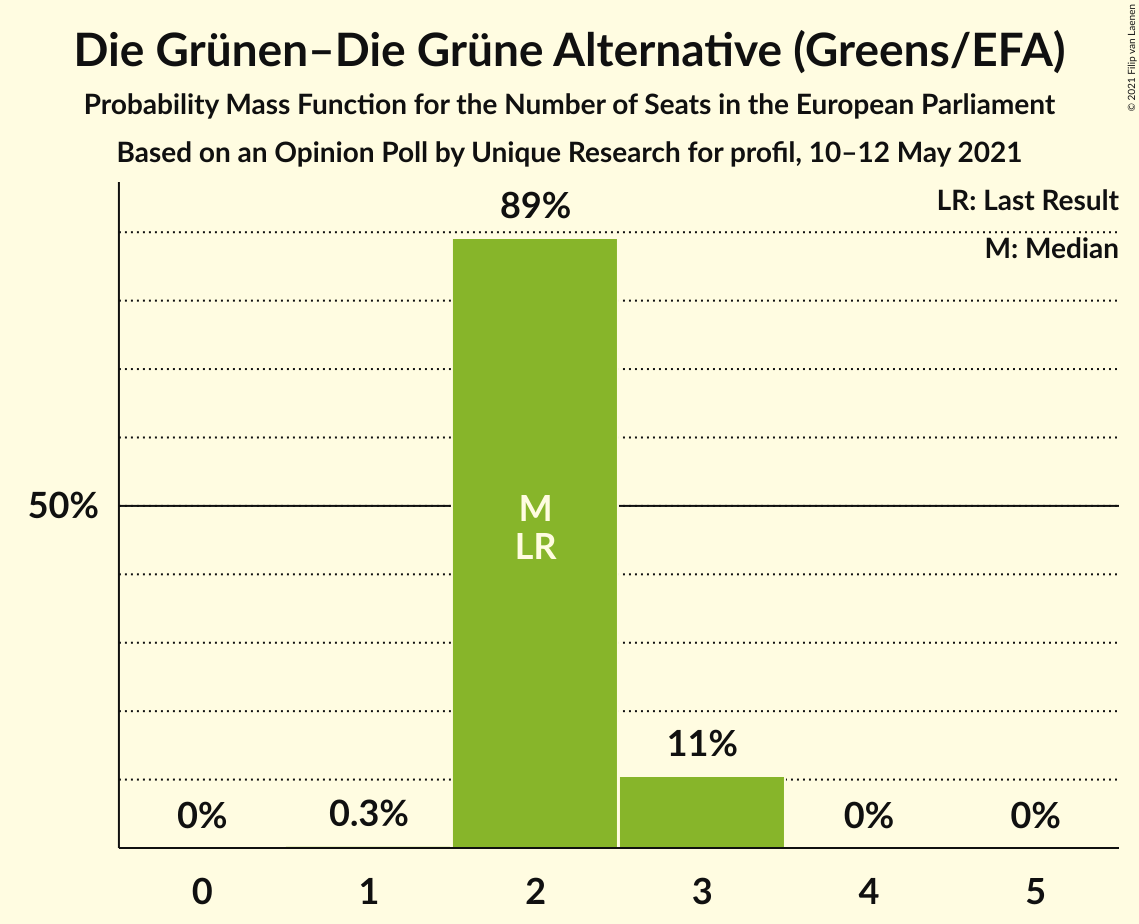 Die Grünen–Die Grüne Alternative (Greens/EFA)
Probability Mass Function for the Number of Seats in the European Parliament
Based on an Opinion Poll by Unique Research for profil, 10–12 May 2021
© 2021 Filip van Laenen
LR: Last Result
M: Median
89%
50%
M
LR
11%
0%
0.3%
0%
0%
0
1
2
3
4
5